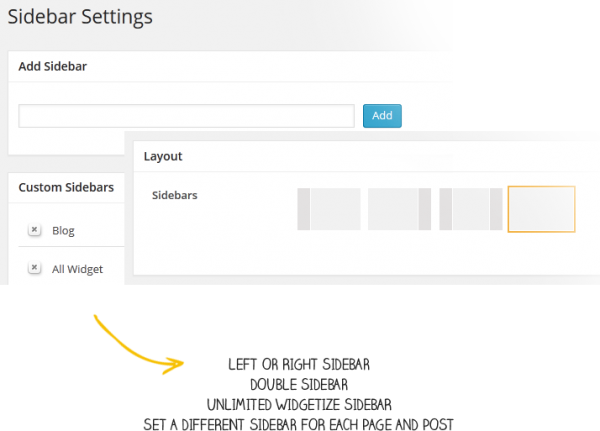 Sidebar Settings
Add Sidebar
Add
Layout
Sidebars
Custom Sidebars
Blog
All Widget
LEFT OR RIGHT SIDEBAR
DOUBLE SIDEBAR
UNLIMITED WIDGETIZE SIDEBAR
SET A DIFFERENT SIDEBAR FOR EACH PAGE AND POST